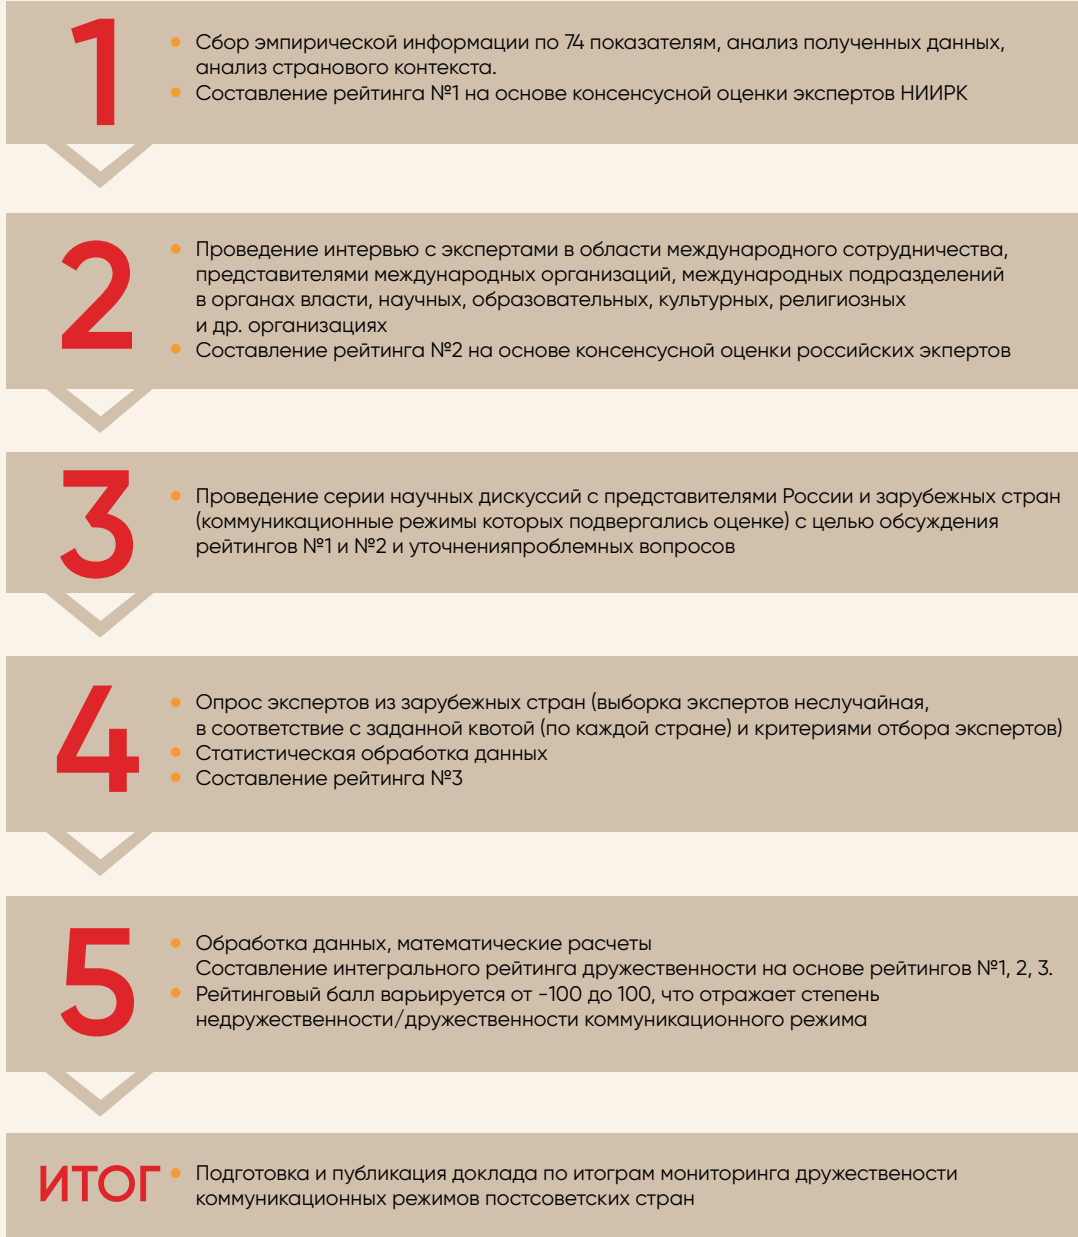 1
Сбор эмпирической информации по 74 показателям, анализ полученных данных,
анализ странового контекста.
Составление рейтинга №1 на основе консенсусной оценки экспертов НИИРК
2
Проведение интервью с экспертами в области международного сотрудничества,
представителями международных организаций, международных подразделений
в органах власти, научных, образовательных, культурных, религиозных
и др. организациях
Составление рейтинга №2 на основе консенсусной оценки российских экпертов
3
Проведение серии научных дискуссий с представителями России и зарубежных стран
(коммуникационные режимы которых подвергались оценке) с целью обсуждения
рейтингов №1 и №2 и уточненияпроблемных вопросов
4
Опрос экспертов из зарубежных стран (выборка экспертов неслучайная,
в соответствие с заданной квотой (по каждой стране) и критериями отбора экспертов)
Статистическая обработка данных
Составление рейтинга №3
5
Обработка данных, математические расчеты
Составление интегрального рейтинга дружественности на основе рейтингов №1, 2, 3.
Рейтинговый балл варьируется от -100 до 100, что отражает степень
недружественности/дружественности коммуникационного режима
ИТОГ
Подготовка и публикация доклада по итограм мониторинга дружествености
коммуникационных режимов постсоветских стран